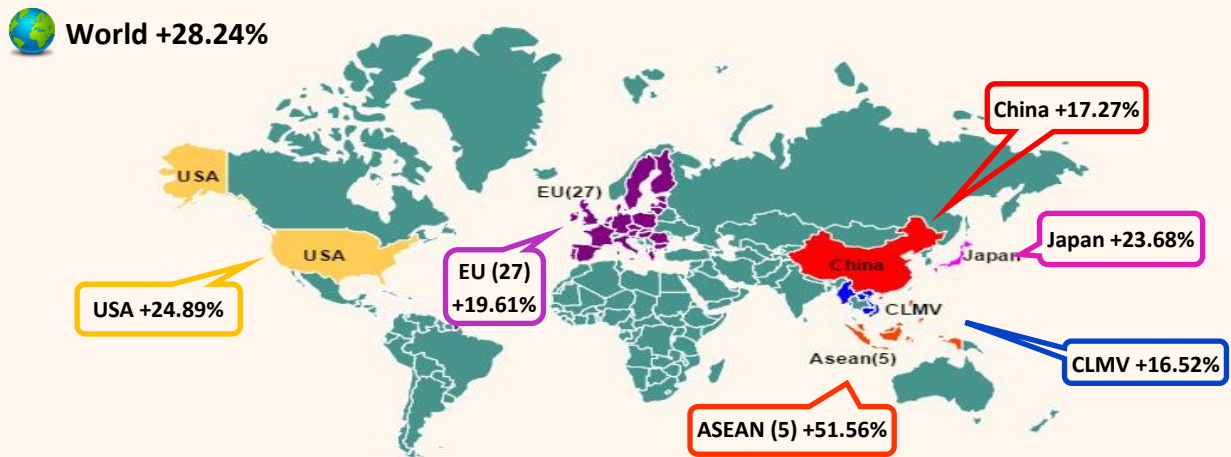 World +28.24%
China +17.27%
USA
EU(27)
Japan +23.68%
Japan
USA
EU (27)
+19.61%
China
USA +24.89%
CLMV
Asean(5)
CLMV +16.52%
ASEAN (5) +51.56%